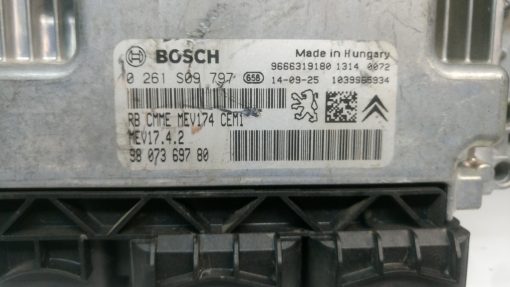 BOSCH
Made in Hungary
9666319180 1314 0072
0 261 S09 797 658 14-09-25 1039S65934
RB CMME MEV174 CEM1
MEV17.4.2
98 073 697 80